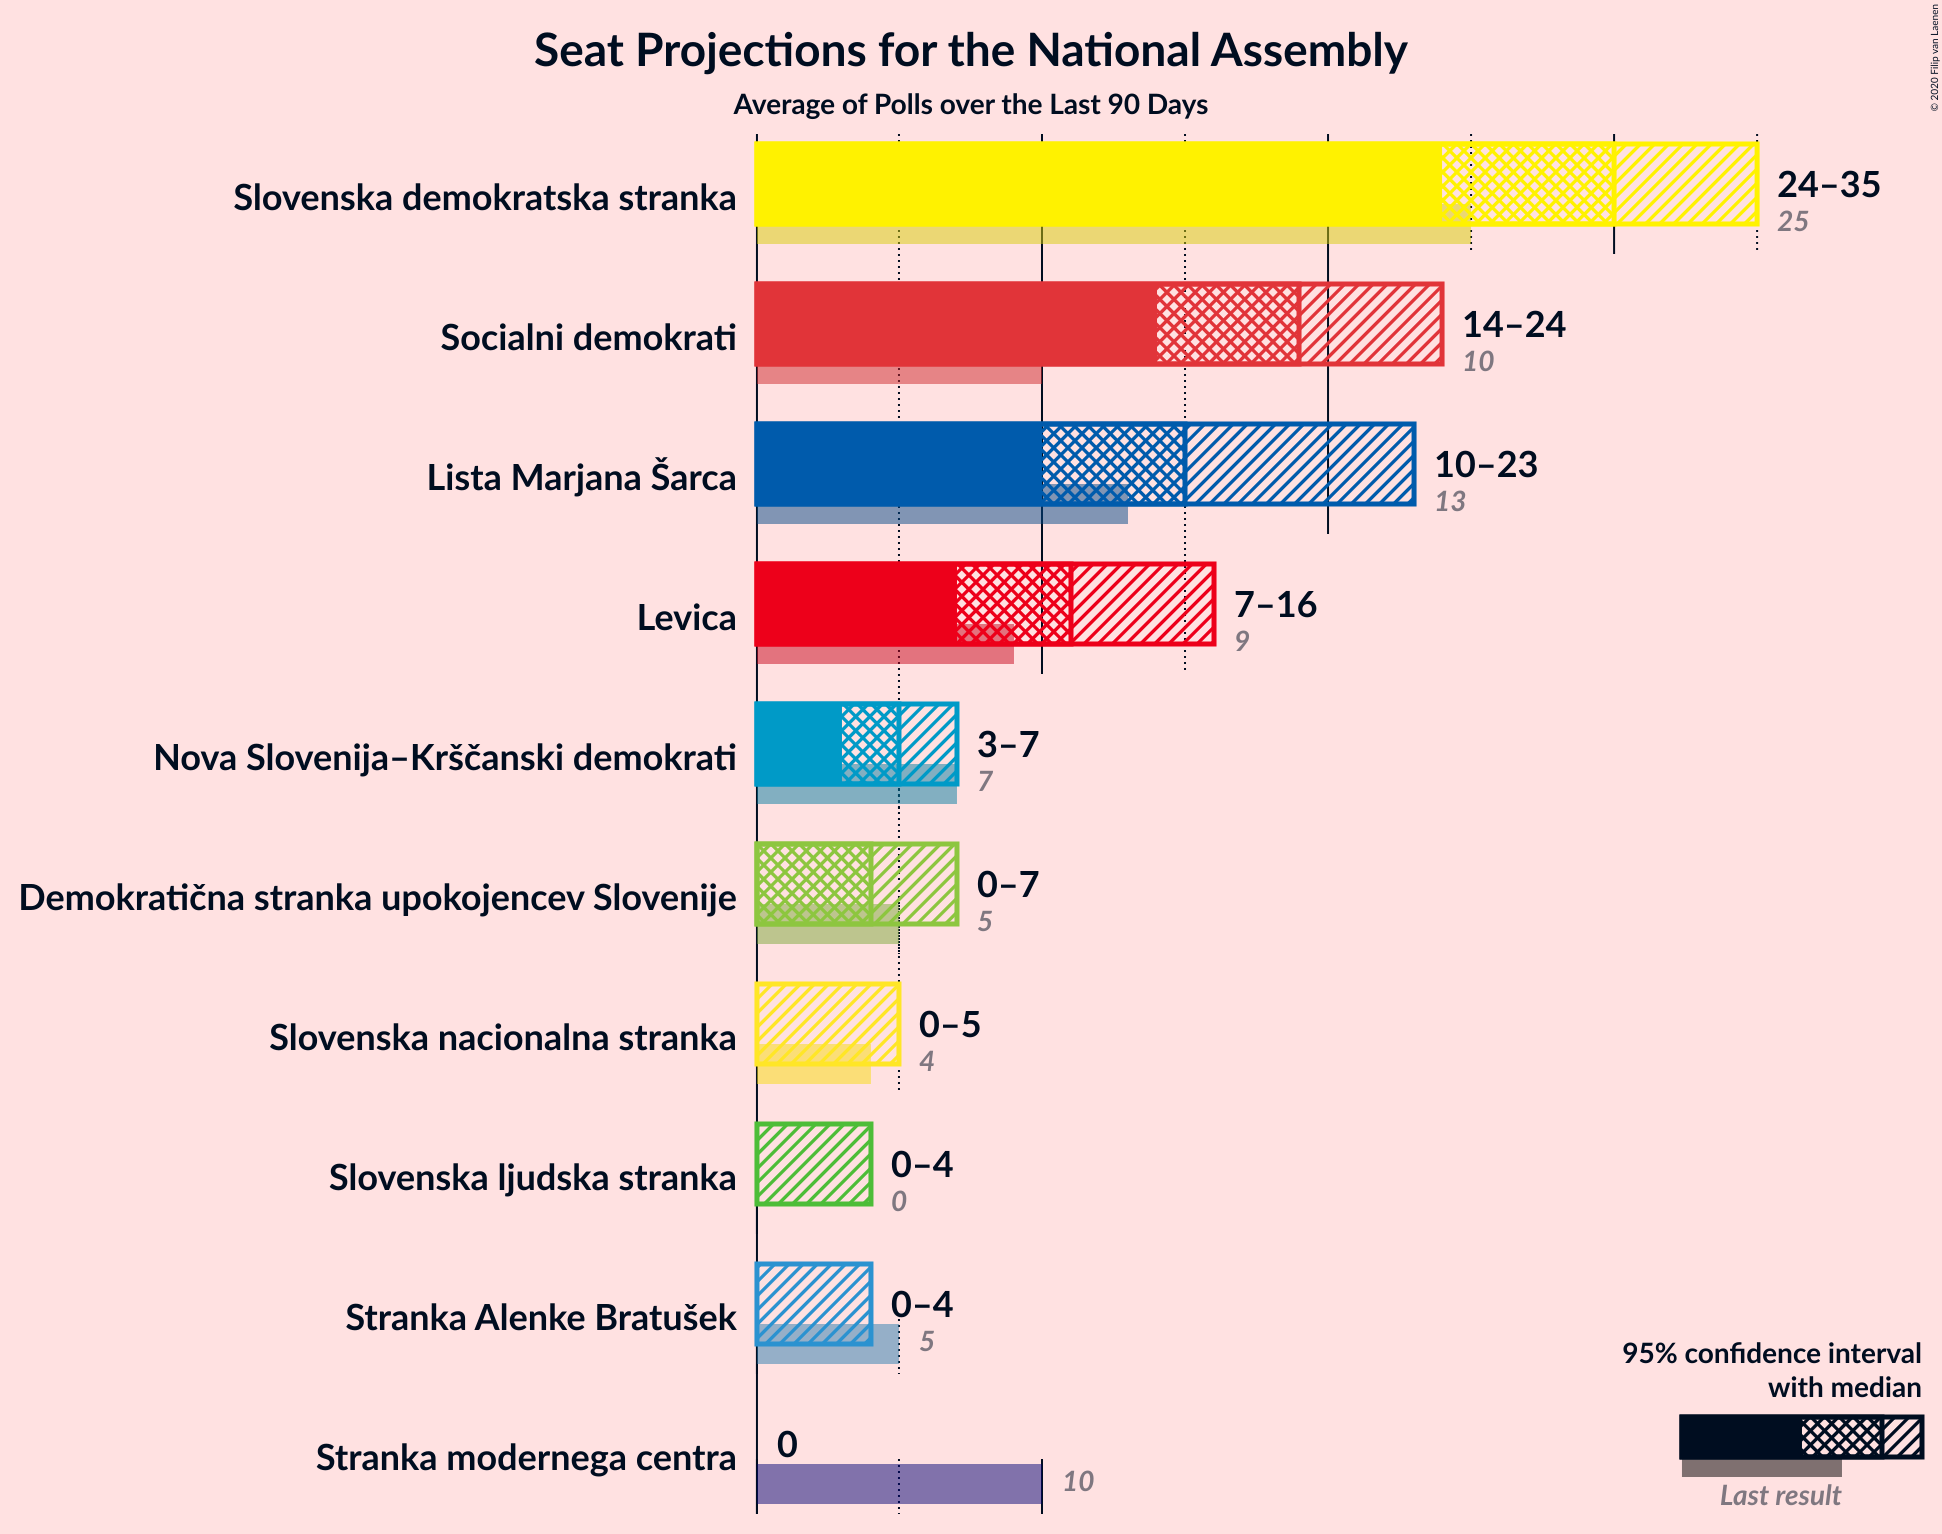 Seat Projections for the National Assembly
Average of Polls over the Last 90 Days
© 2020 Filip van Laenen
Slovenska demokratska stranka
24–35
25
Socialni demokrati
14–24
10
Lista Marjana Šarca
10–23
13
Levica
7–16
9
Nova Slovenija–Krščanski demokrati
3–7
7
Demokratična stranka upokojencev Slovenije
0–7
5
Slovenska nacionalna stranka
0–5
4
Slovenska ljudska stranka
0–4
0
Stranka Alenke Bratušek
0–4
5
Stranka modernega centra
0
10
95% confidence interval
with median
Last result